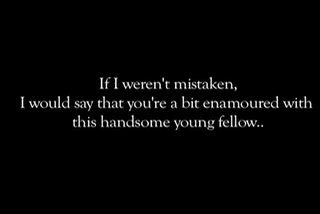 If I weren't mistaken,
I would say that you're a bit enamoured with
this handsome young fellow..